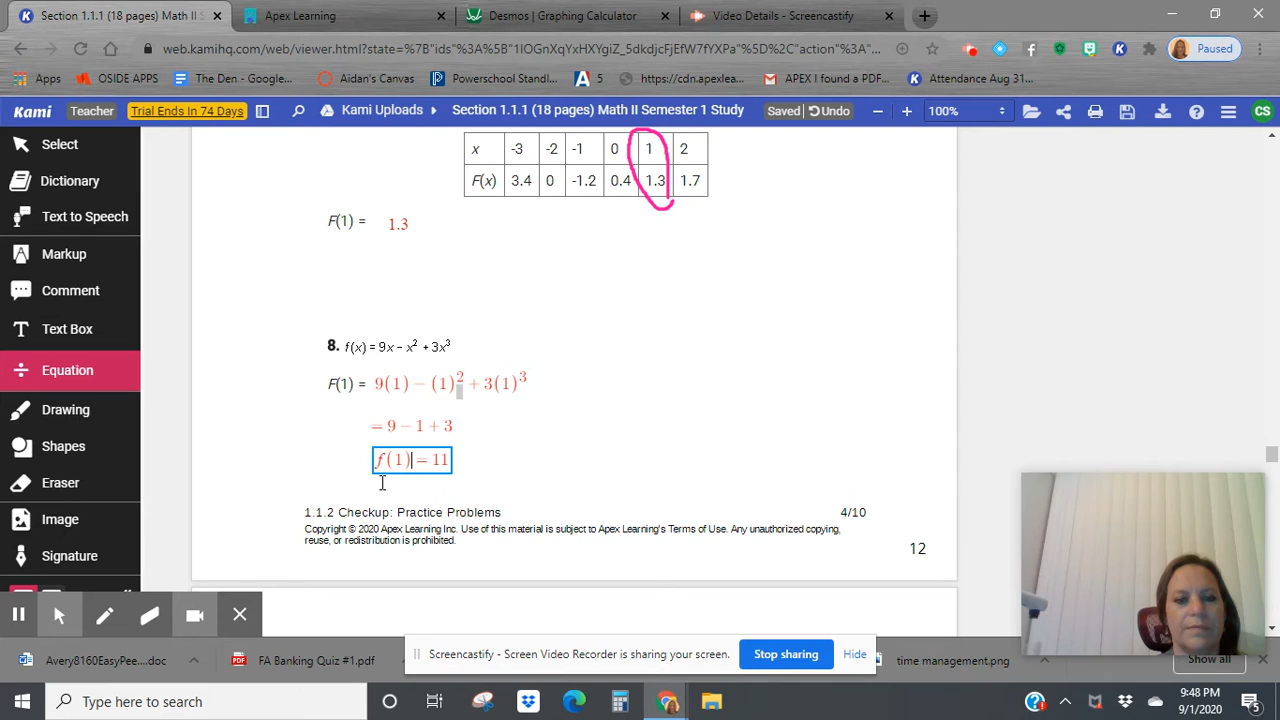 Section 1.1.1 (18 pages) Math II S
Apex Learning
Desmos | Graphing Calculator
Video Details - Screencastify
web.kamihq.com/web/viewer.html?state=%7B"ids"%3A%5B"1IOGnXqYxHXYgiZ_5dkdjcFjEfW7fYXPa"%5D%2C"action"%3A"...
Paused
Apps
OSIDE APPS
The Den - Google...
Aidan's Canvas
Powerschool Standl...
5
https://cdn.apexlea...
APEX I found a PDF...
Attendance Aug 31...
Kami
Teacher
Trial Ends In 74 Days
Kami Uploads
Section 1.1.1 (18 pages) Math II Semester 1 Study
Saved
Undo
100%
CS
Select
Dictionary
Text to Speech
Markup
Comment
Text Box
Equation
Drawing
Shapes
Eraser
Image
Signature
x -3 -2 -1 0 1 2
F(x) 3.4 0 -1.2 0.4 1.3 1.7
F(1) = 1.3
8. f(x) = 9x – x² + 3x³
F(1) = 9(1) − (1)² + 3(1)³
= 9 − 1 + 3
f(1) = 11
1.1.2 Checkup: Practice Problems 4/10
Copyright © 2020 Apex Learning Inc. Use of this material is subject to Apex Learning's Terms of Use. Any unauthorized copying,
reuse, or redistribution is prohibited.
12
Screencastify - Screen Video Recorder is sharing your screen.
Stop sharing
Hide
Avery8160EasyPee....doc
FA Banking Quiz #1.pdf
time management.png
Show all
Type here to search
9:48 PM
9/1/2020
5